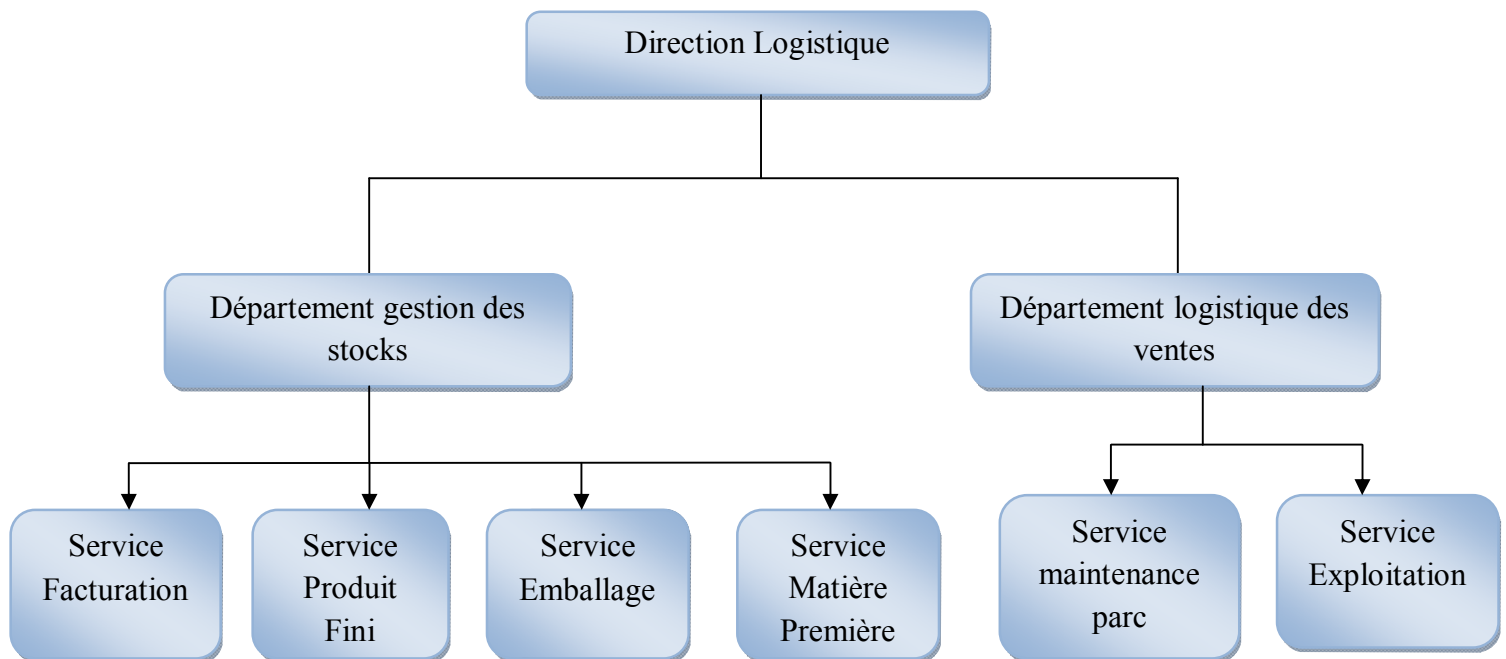 Direction Logistique
Département gestion des
stocks
Département logistique des
ventes
Service
Facturation
Service
Produit
Fini
Service
Emballage
Service
Matière
Première
Service
maintenance
parc
Service
Exploitation